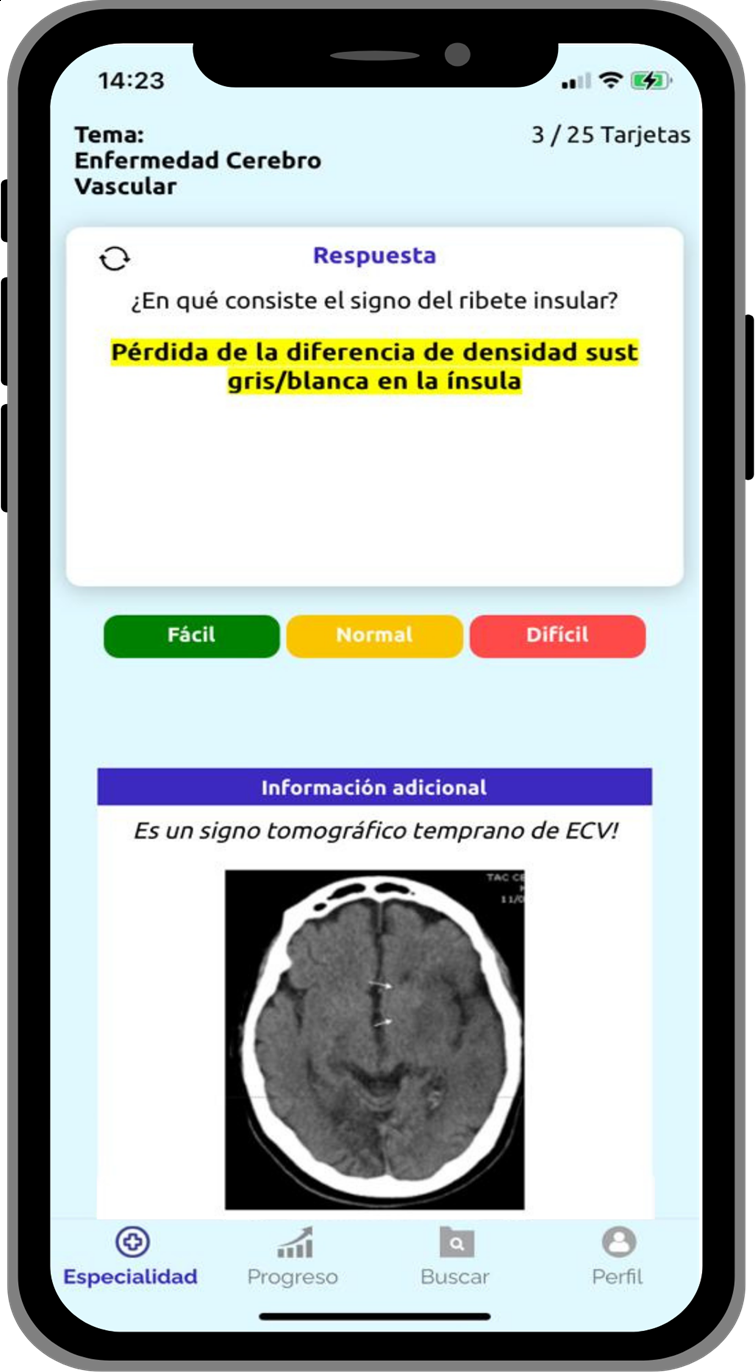 14:23
Tema:
Enfermedad Cerebro
Vascular
3 / 25 Tarjetas
Respuesta
¿En qué consiste el signo del ribete insular?
Pérdida de la diferencia de densidad sust
gris/blanca en la ínsula
Fácil
Normal
Difícil
Información adicional
Es un signo tomográfico temprano de ECV!
TAC CE
11/0
Especialidad
Progreso
Buscar
Perfil